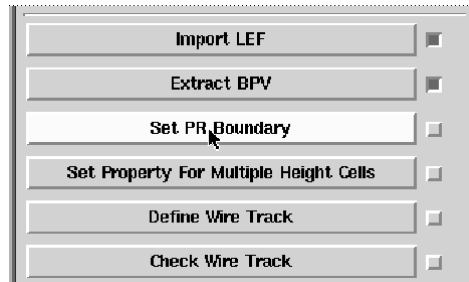 Import LEF
Extract BPV
Set PR Boundary
Set Property For Multiple Height Cells
Define Wire Track
Check Wire Track